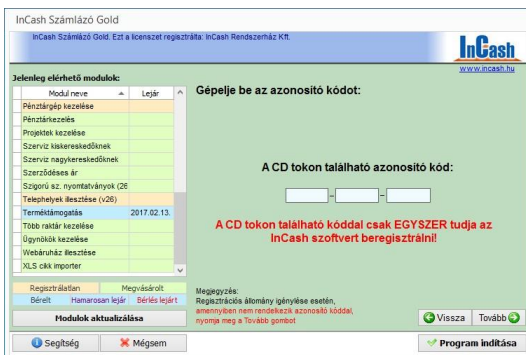 InCash Számlázó Gold
InCash Számlázó Gold. Ezt a licenszet regisztrálta: InCash Rendszerház Kft.
InCash
www.incash.hu
Jelenleg elérhető modulok:
Modul neve Lejár
Pénztárgép kezelése
Pénztárkezelés
Projektek kezelése
Szerviz kiskereskedőknek
Szerviz nagykereskedőknek
Szerződéses ár
Szigorú sz. nyomtatványok (26
Telephelyek illesztése (v26)
Terméktámogatás 2017.02.13.
Több raktár kezelése
Ügynökök kezelése
Webáruház illesztése
XLS cikk importer
Regisztrálatlan Megvásárolt
Bérelt Hamarosan lejár Bérlés lejárt
Modulok aktualizálása
Gépelje be az azonosító kódot:
A CD tokon található azonosító kód:
- -
A CD tokon található kóddal csak EGYSZER tudja az
InCash szoftvert beregisztrálni!
Megjegyzés:
Regisztrációs állomány igénylése esetén,
amennyiben nem rendelkezik azonosító kóddal,
nyomja meg a Tovább gombot
Vissza Tovább
Segítség Mégsem Program indítása